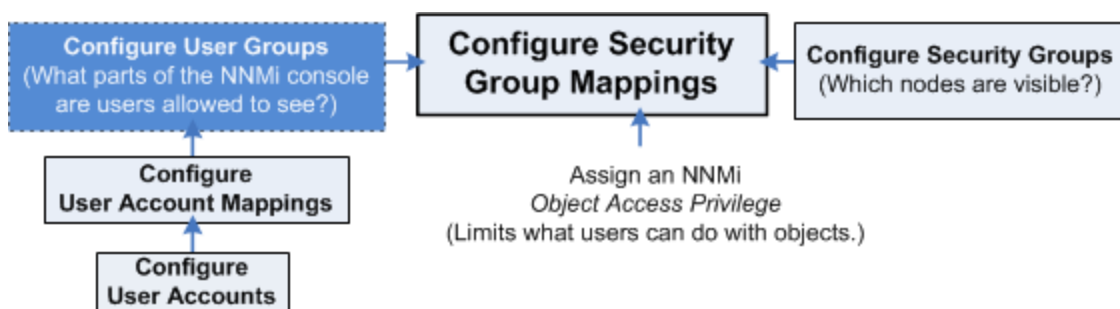 Configure User Groups
(What parts of the NNMi console
are users allowed to see?)
Configure Security
Group Mappings
Configure Security Groups
(Which nodes are visible?)
Configure
User Account Mappings
Assign an NNMi
Object Access Privilege
(Limits what users can do with objects.)
Configure
User Accounts